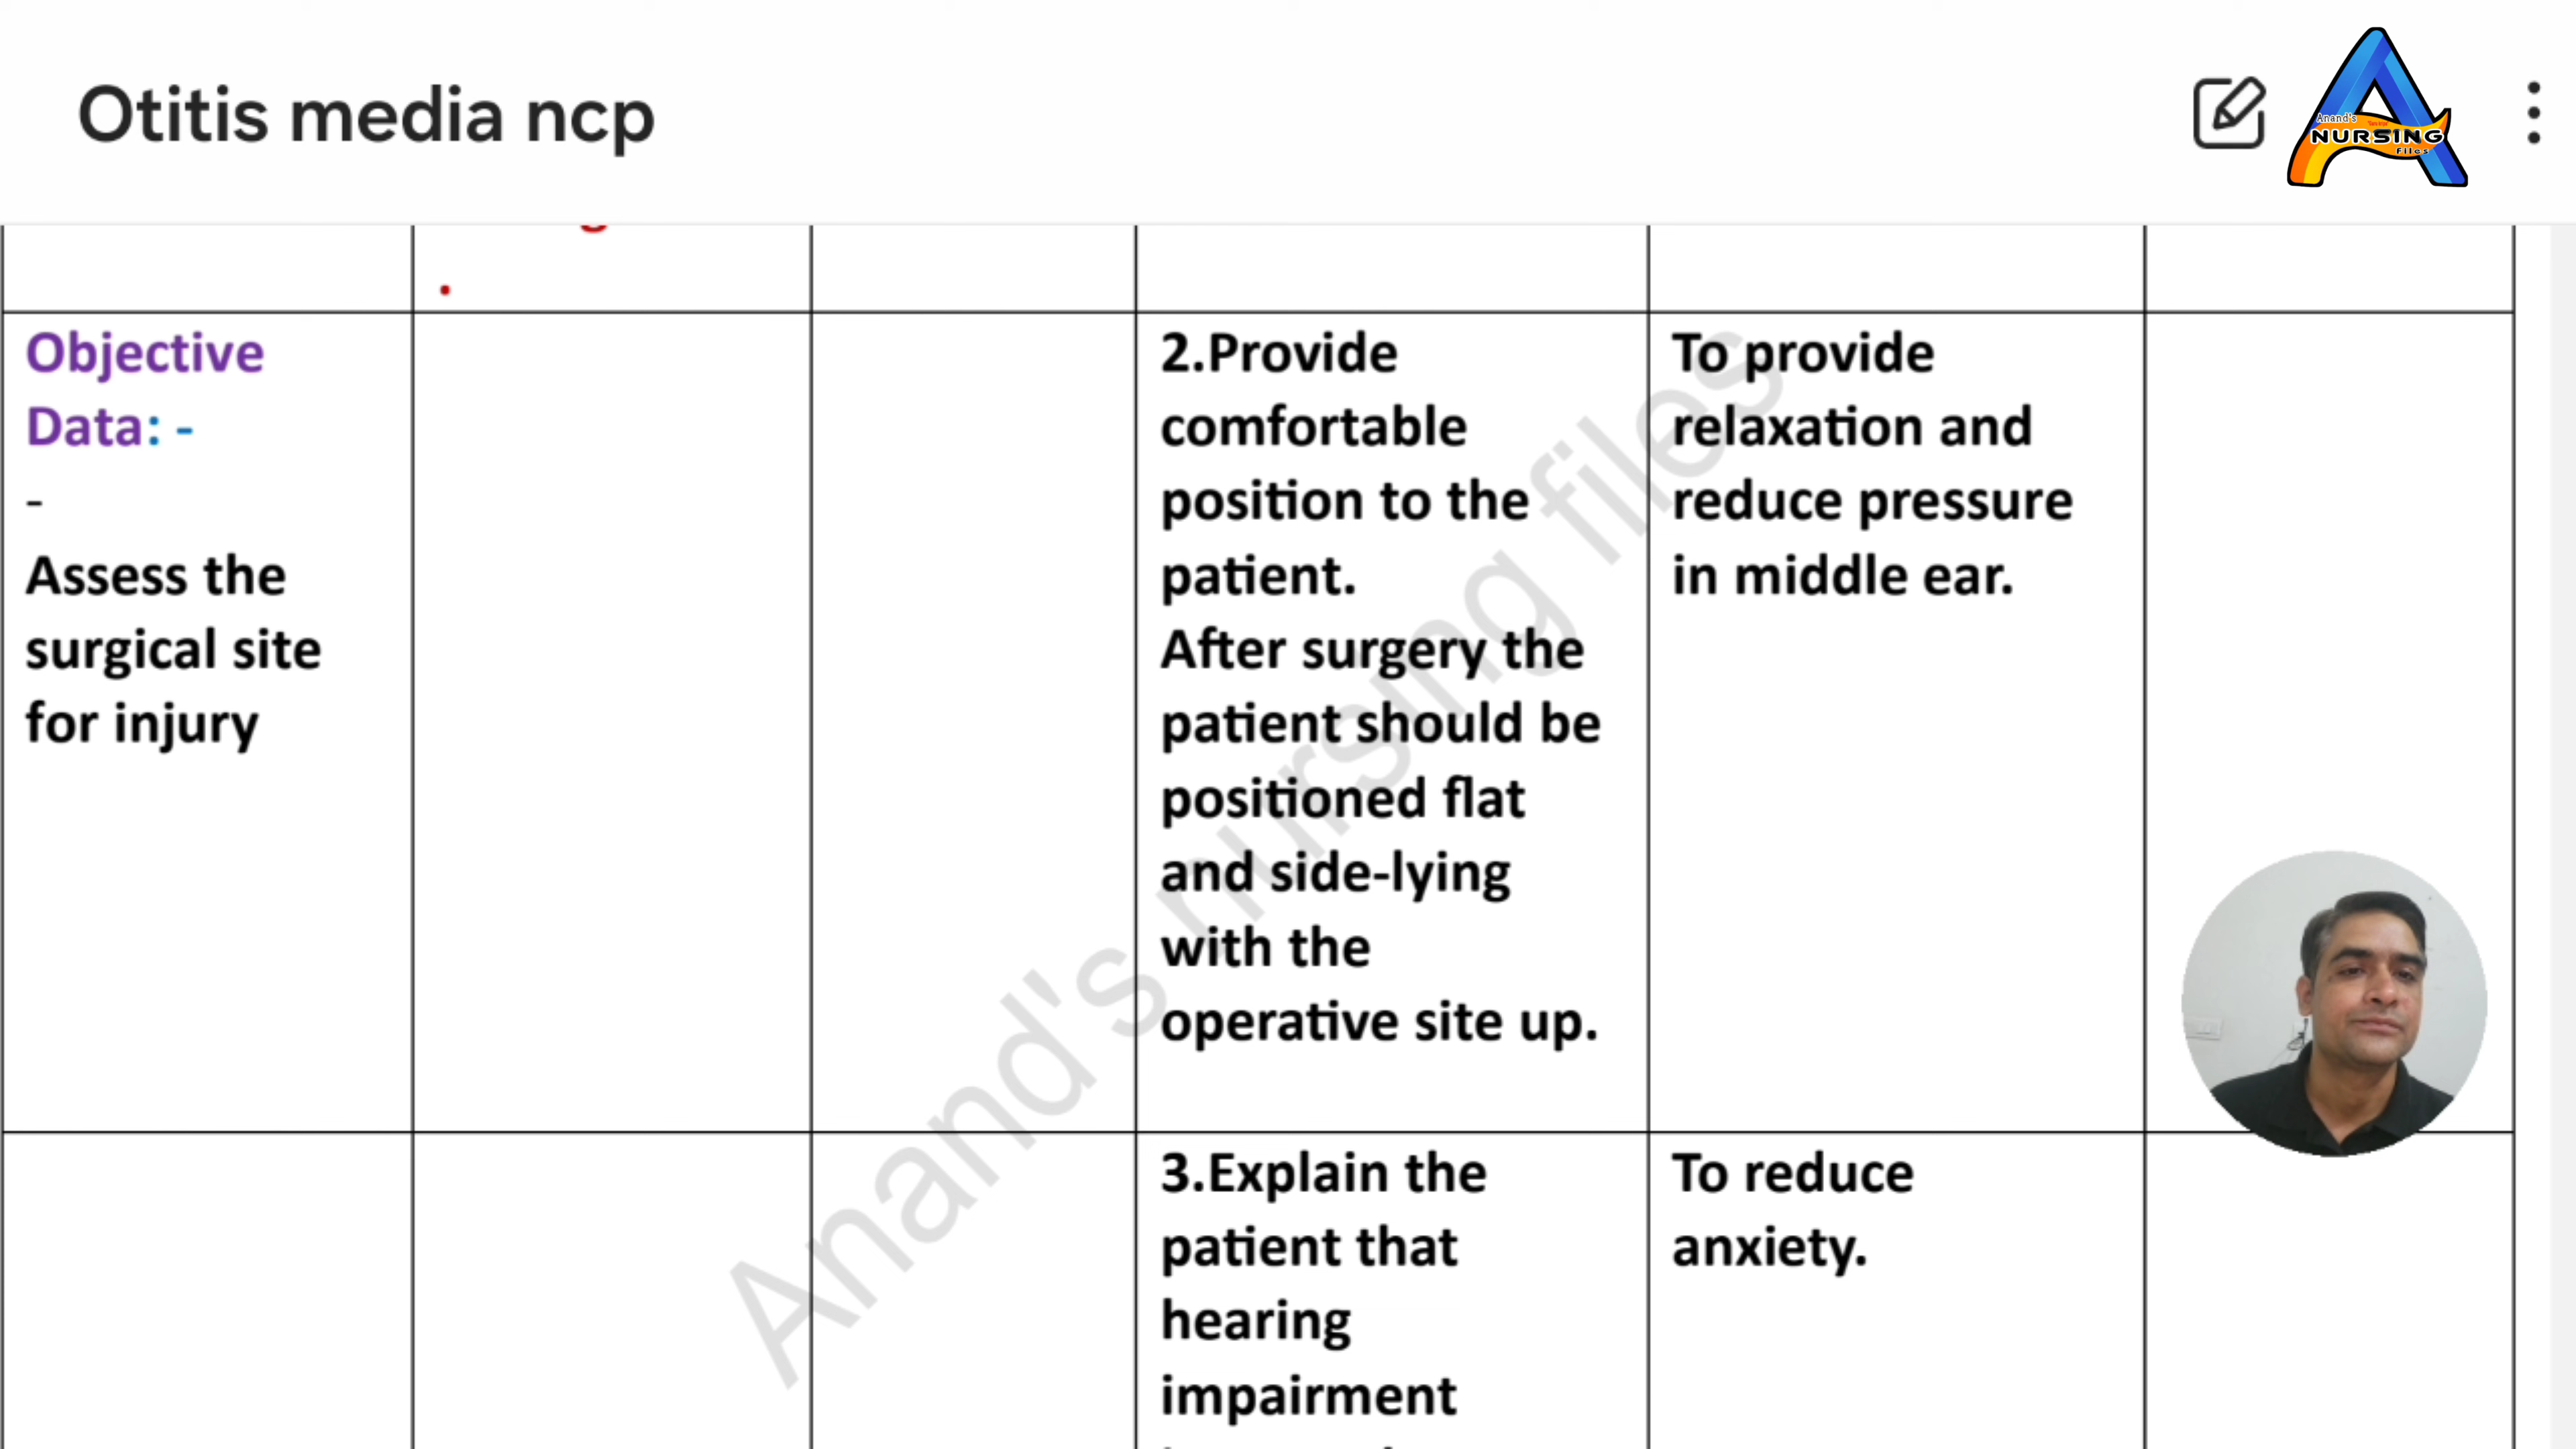 Otitis media ncp
Anand's
NURSING
Files
Objective
Data: -
-
Assess the
surgical site
for injury
2.Provide
comfortable
position to the
patient.
After surgery the
patient should be
positioned flat
and side-lying
with the
operative site up.
To provide
relaxation and
reduce pressure
in middle ear.
3.Explain the
patient that
hearing
impairment
To reduce
anxiety.
Anand's nursing files